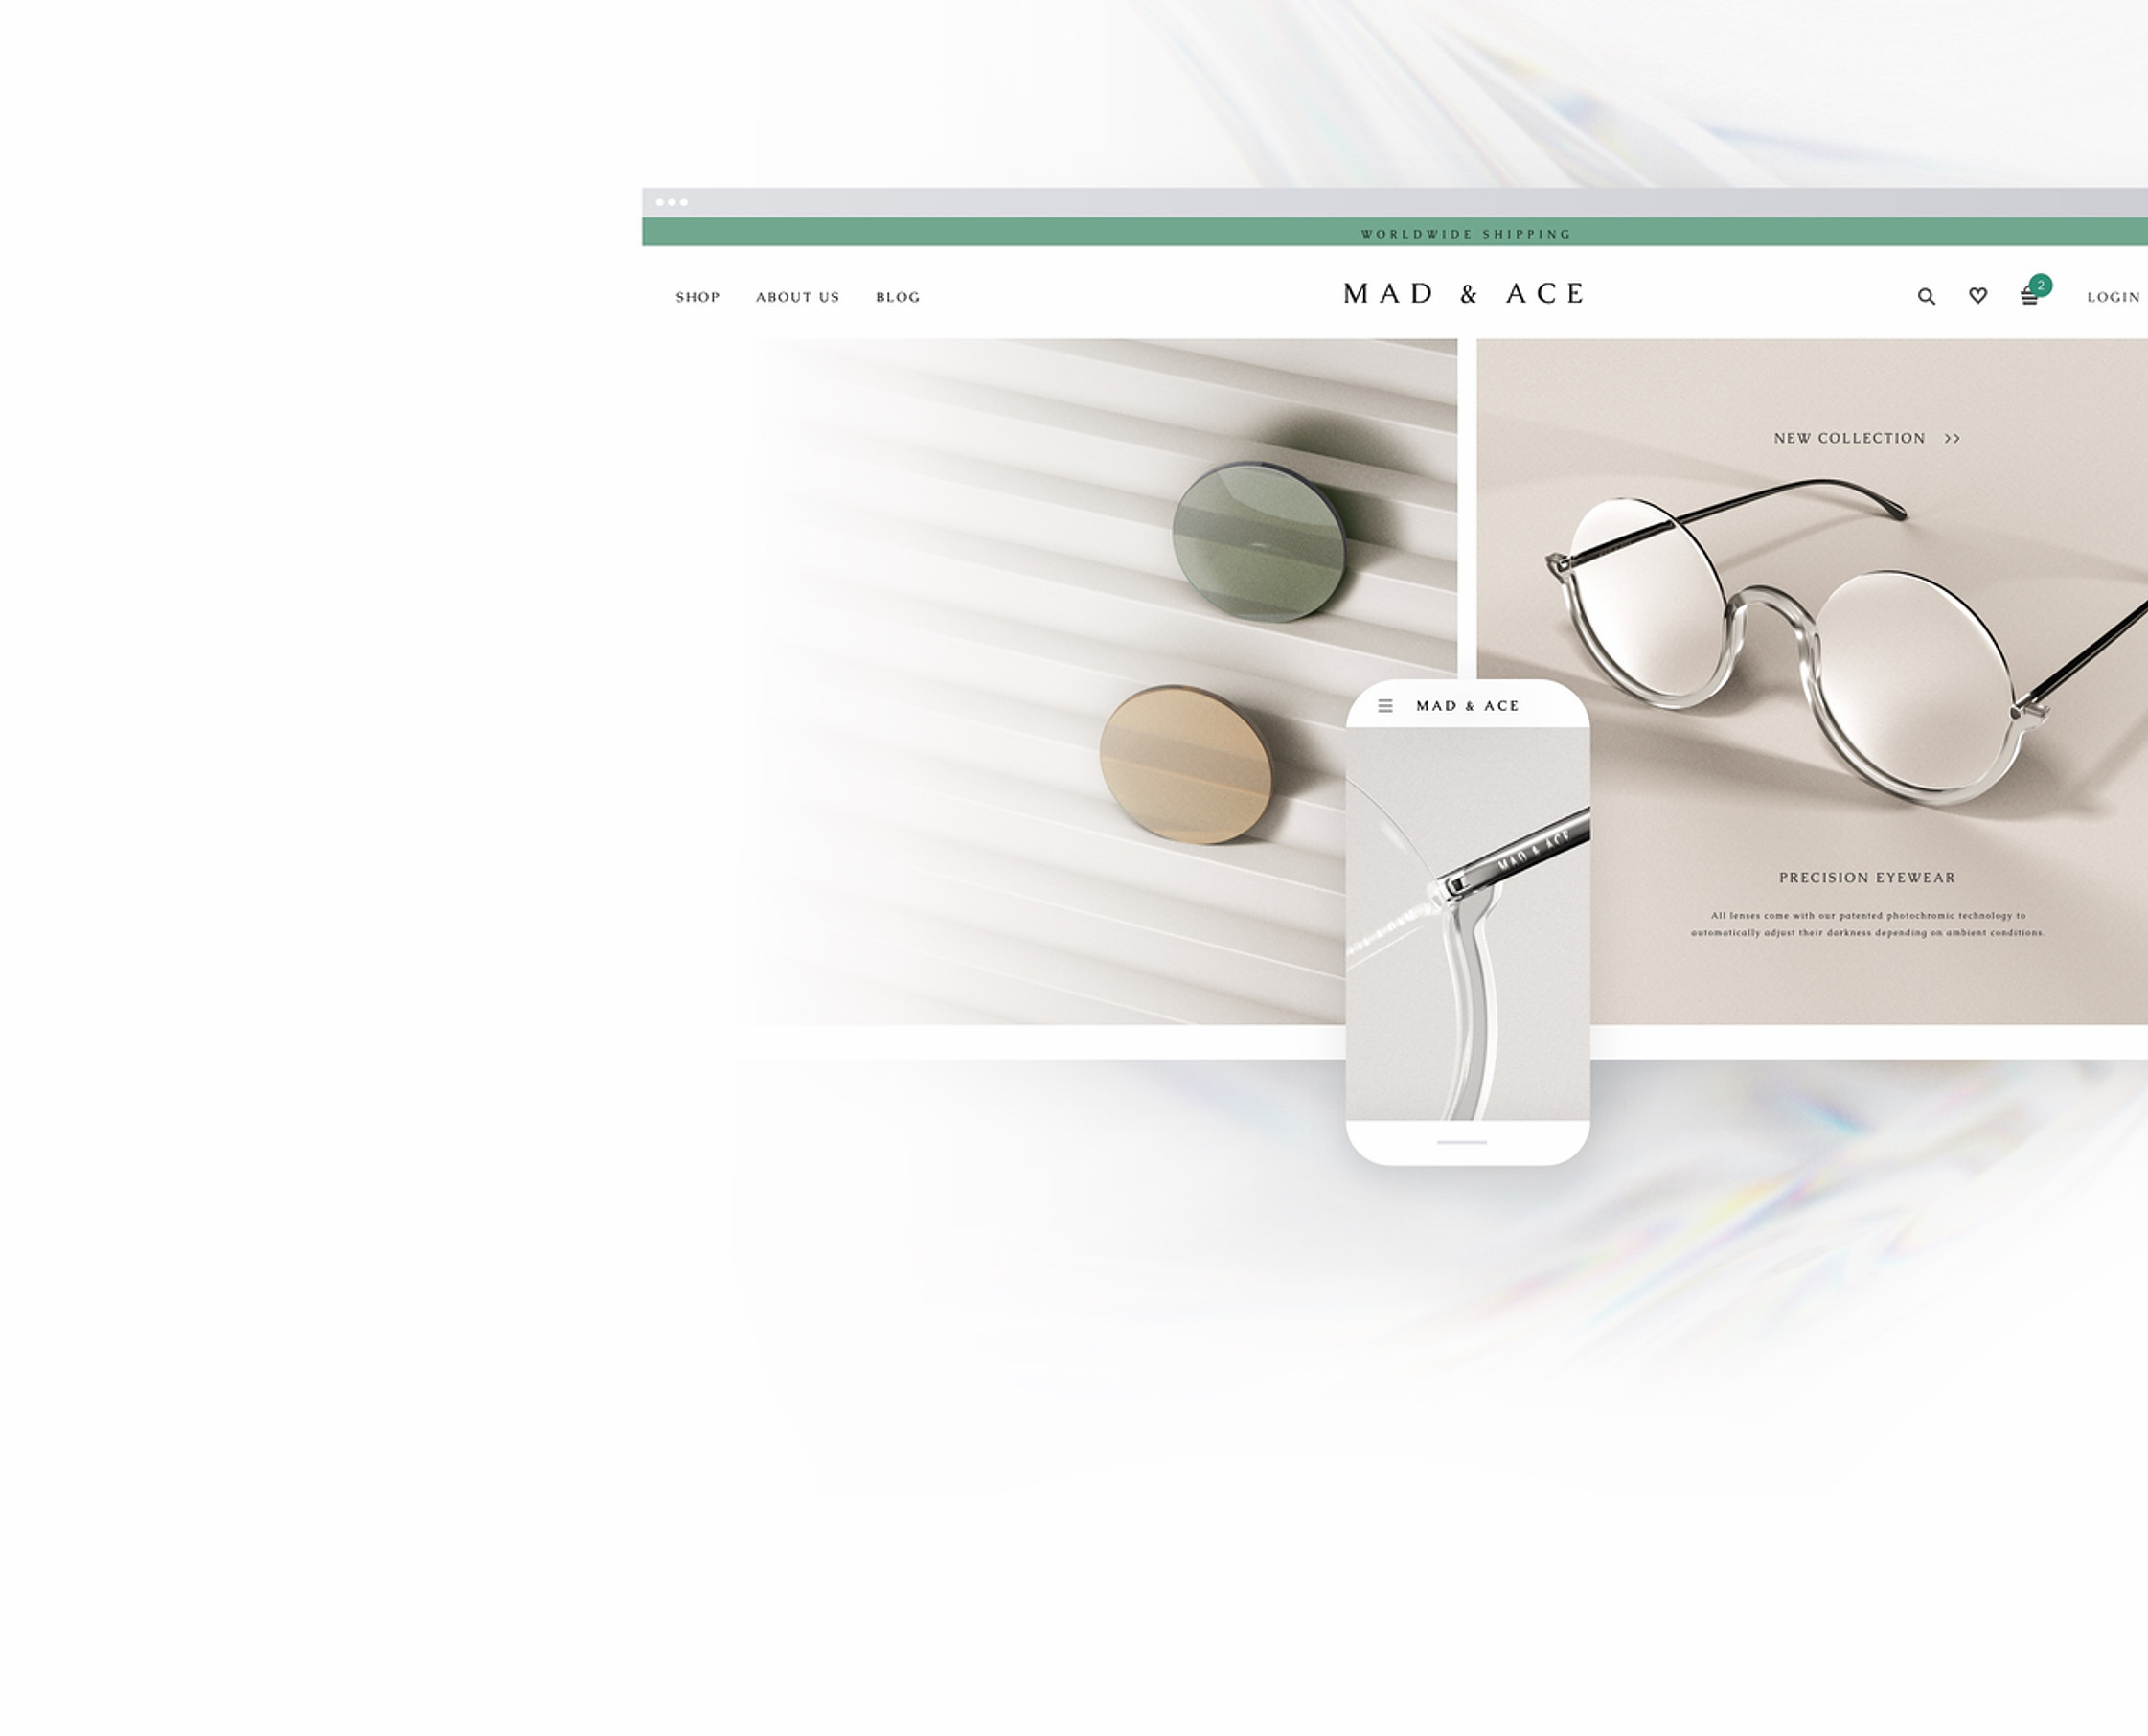 WORLDWIDE SHIPPING
SHOP ABOUT US BLOG
MAD & ACE
2
LOGIN
NEW COLLECTION >>
MAD & ACE
MAD & ACE
PRECISION EYEWEAR
All lenses come with our patented photochromic technology to
automatically adjust their darkness depending on ambient conditions.